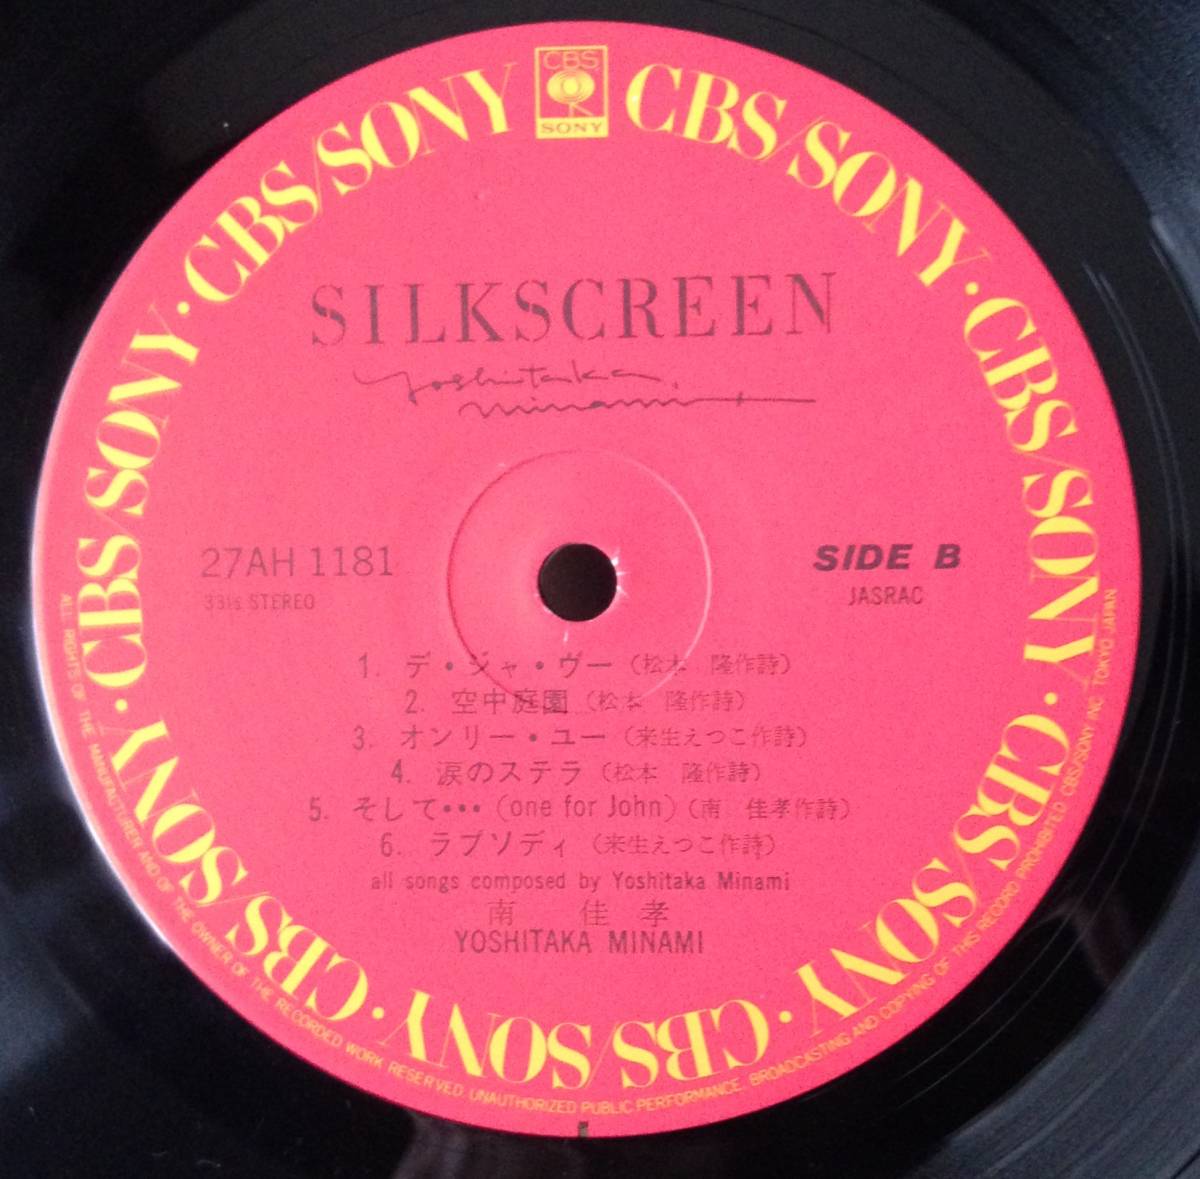 CBS
SONY
CBS/SONY · CBS/SONY · CBS/SONY · CBS/SONY · CBS/SONY · CBS/SONY · CBS/SONY · CBS/SONY · CBS/SONY
SILKSCREEN
yoshitaka
minami
27AH 1181
SIDE B
33⅓ STEREO
JASRAC
1. デ・ジャ・ヴー（松本 隆作詩）
2. 空中庭園（松本 隆作詩）
3. オンリー・ユー（来生えつこ作詩）
4. 涙のステラ（松本 隆作詩）
5. そして・・・(one for John)（南 佳孝作詩）
6. ラプソディ（来生えつこ作詩）
all songs composed by Yoshitaka Minami
南 佳孝
YOSHITAKA MINAMI
ALL RIGHTS OF THE MANUFACTURER AND OF THE OWNER OF THE RECORDED WORK RESERVED. UNAUTHORIZED PUBLIC PERFORMANCE, BROADCASTING AND COPYING OF THIS RECORD PROHIBITED. CBS/SONY INC. TOKYO JAPAN